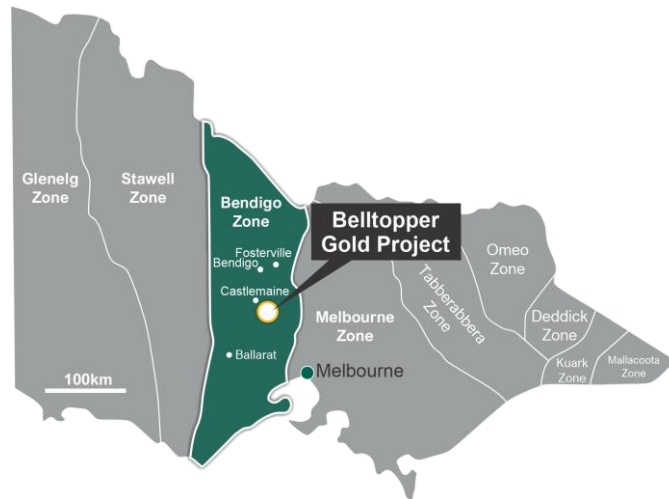 Glenelg
Zone
Stawell
Zone
Bendigo
Zone
Fosterville
Bendigo
Castlemaine
Ballarat
Belltopper
Gold Project
Melbourne
Zone
Melbourne
Tabberabbera
Zone
Omeo
Zone
Deddick
Zone
Kuark
Zone
Mallacoota
Zone
100km